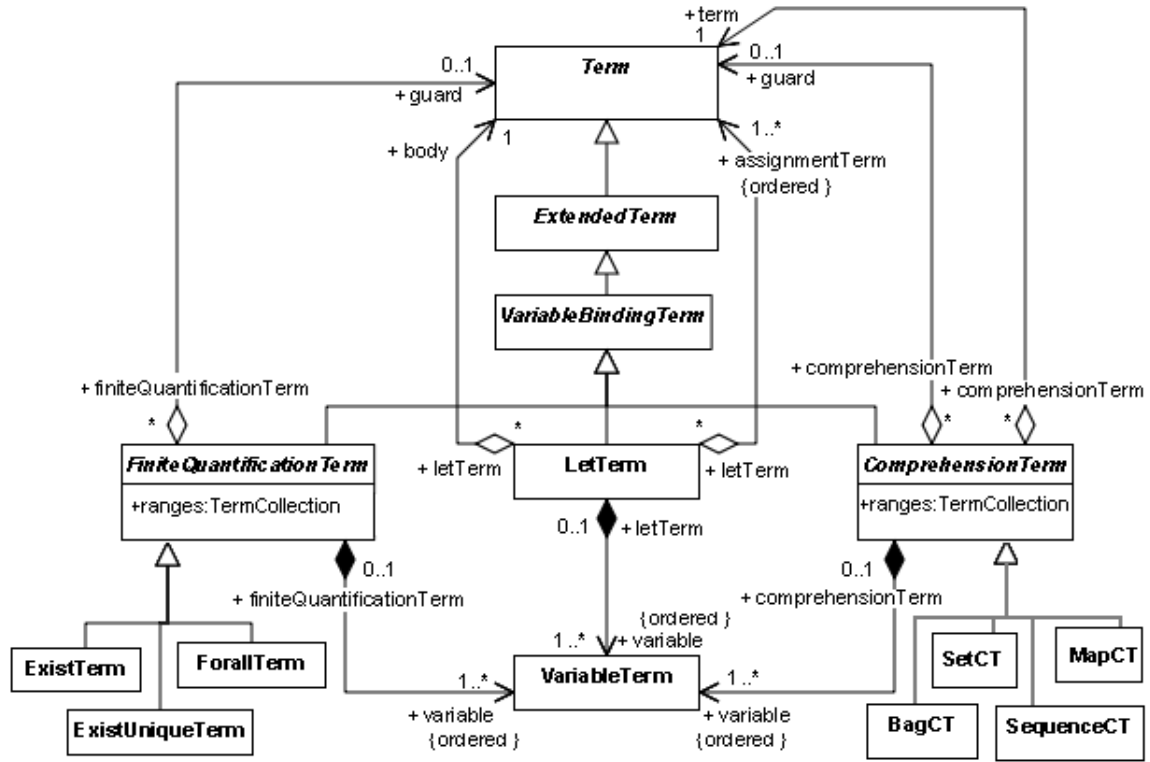 + term
1
0..1
+ guard
Term
0..1
+ guard
1
+ body
1..*
+ assignmentTerm
{ordered }
ExtendedTerm
VariableBindingTerm
+ finiteQuantificationTerm
*
+ comprehensionTerm
*
+ comprehensionTerm
*
*
*
FiniteQuantificationTerm
+ranges:TermCollection
+ letTerm
LetTerm
+ letTerm
ComprehensionTerm
+ranges:TermCollection
0..1
+ letTerm
0..1
+ finiteQuantificationTerm
0..1
+ comprehensionTerm
{ordered }
1..*
+ variable
ExistTerm
ForallTerm
ExistUniqueTerm
1..*
+ variable
{ordered }
VariableTerm
1..*
+ variable
{ordered }
SetCT
MapCT
BagCT
SequenceCT